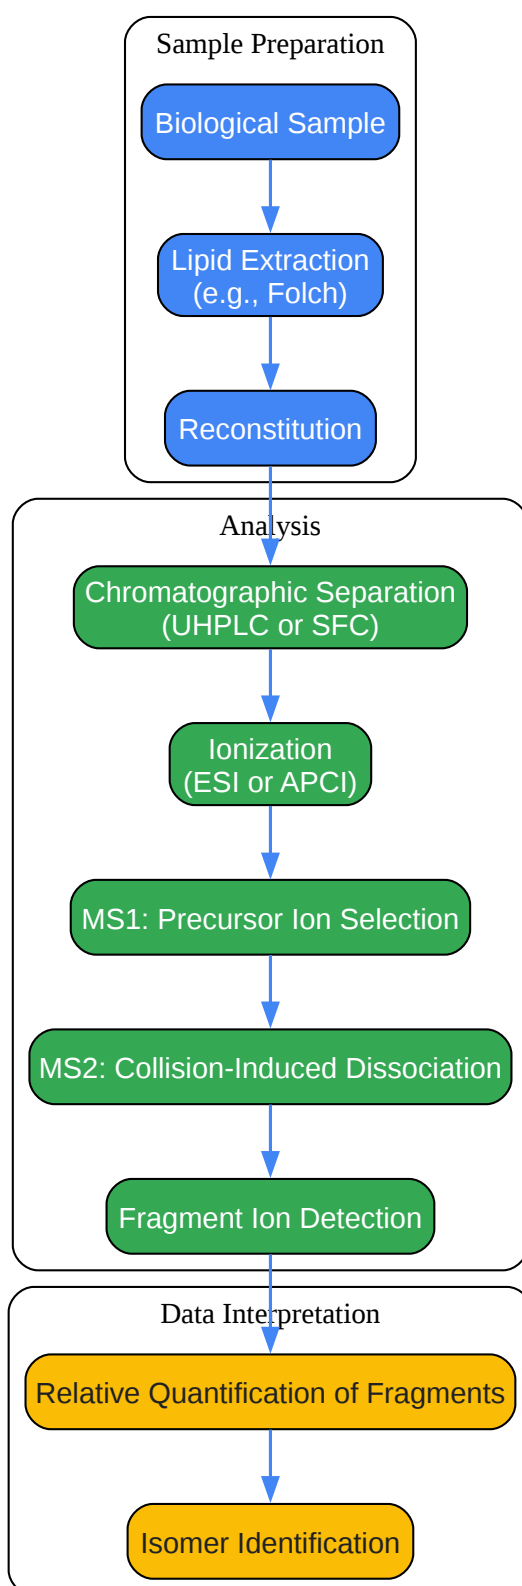 Sample Preparation
Biological Sample
Lipid Extraction
(e.g., Folch)
Reconstitution
Analysis
Chromatographic Separation
(UHPLC or SFC)
Ionization
(ESI or APCI)
MS1: Precursor Ion Selection
MS2: Collision-Induced Dissociation
Fragment Ion Detection
Data Interpretation
Relative Quantification of Fragments
Isomer Identification